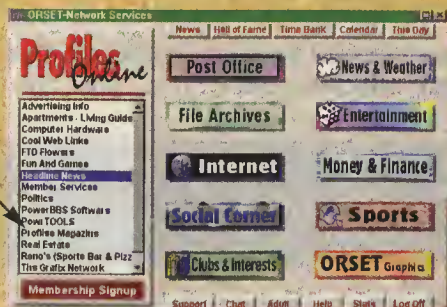 ORSET-Network Services
News Hall of Fame Time Bank Calendar This Day
Profiles
Online
Advertising Info
Apartments - Living Guide
Computer Hardware
Cool Web Links
FTD Flowers
Fun And Games
Headline News
Member Services
Politics
PowerBBS Software
PowrTOOLS
Profiles Magazine
Real Estate
Reno's (Sports Bar & Pizz
The Grafix Network
Membership Signup
Post Office
News & Weather
File Archives
Entertainment
Internet
Money & Finance
Social Corner
Sports
Clubs & Interests
ORSET Graphics
Support Chat Adult Help Stats Log Off